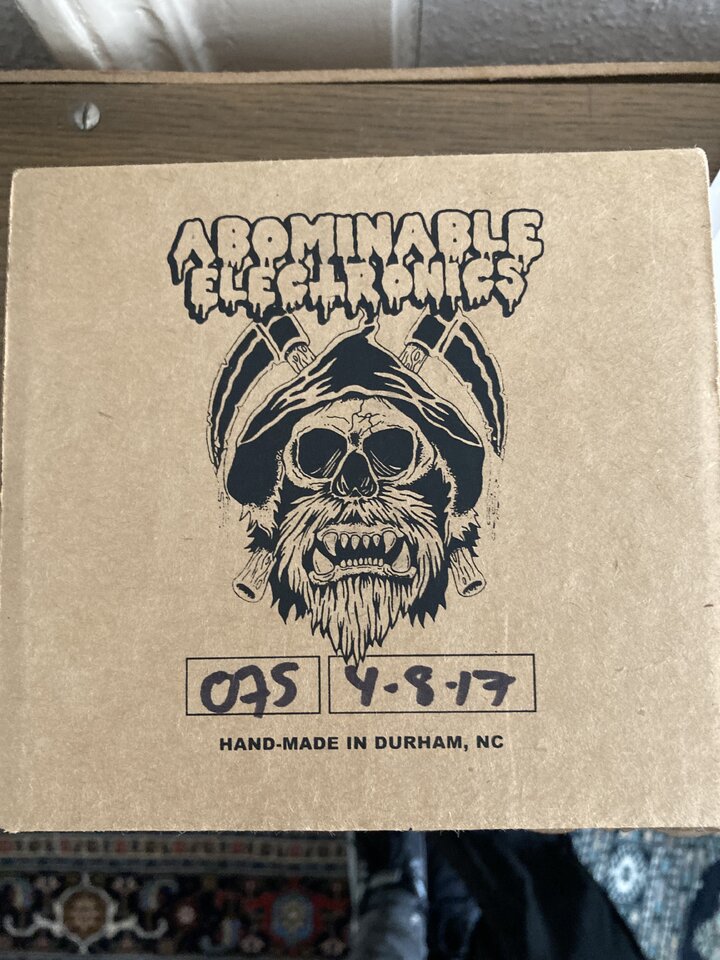 ABOMINABLE
ELECTRONICS
075 4-8-17
HAND-MADE IN DURHAM, NC